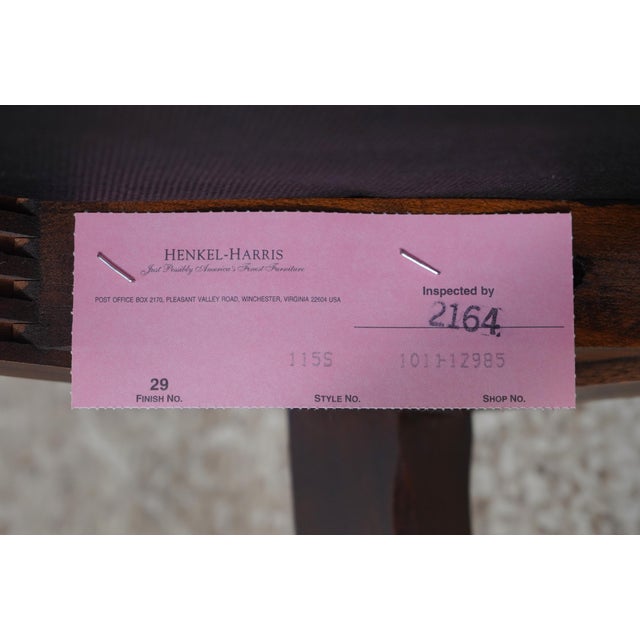 HENKEL-HARRIS
Just Possibly America's Finest Furniture
POST OFFICE BOX 2170, PLEASANT VALLEY ROAD, WINCHESTER, VIRGINIA 22604 USA
Inspected by
2164
115S 1011-12985
29
FINISH NO. STYLE NO. SHOP NO.